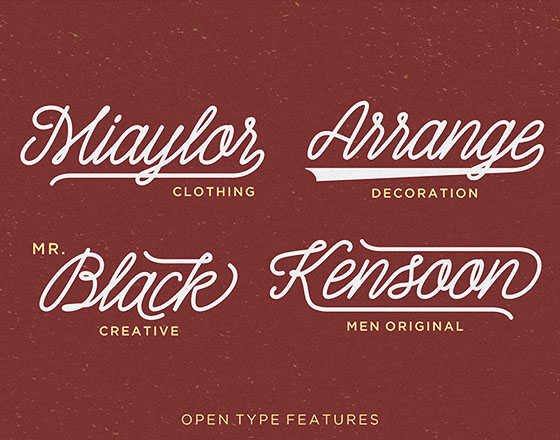 Miaylor
CLOTHING
Arrange
DECORATION
MR.
Black
CREATIVE
Kensoon
MEN ORIGINAL
OPEN TYPE FEATURES